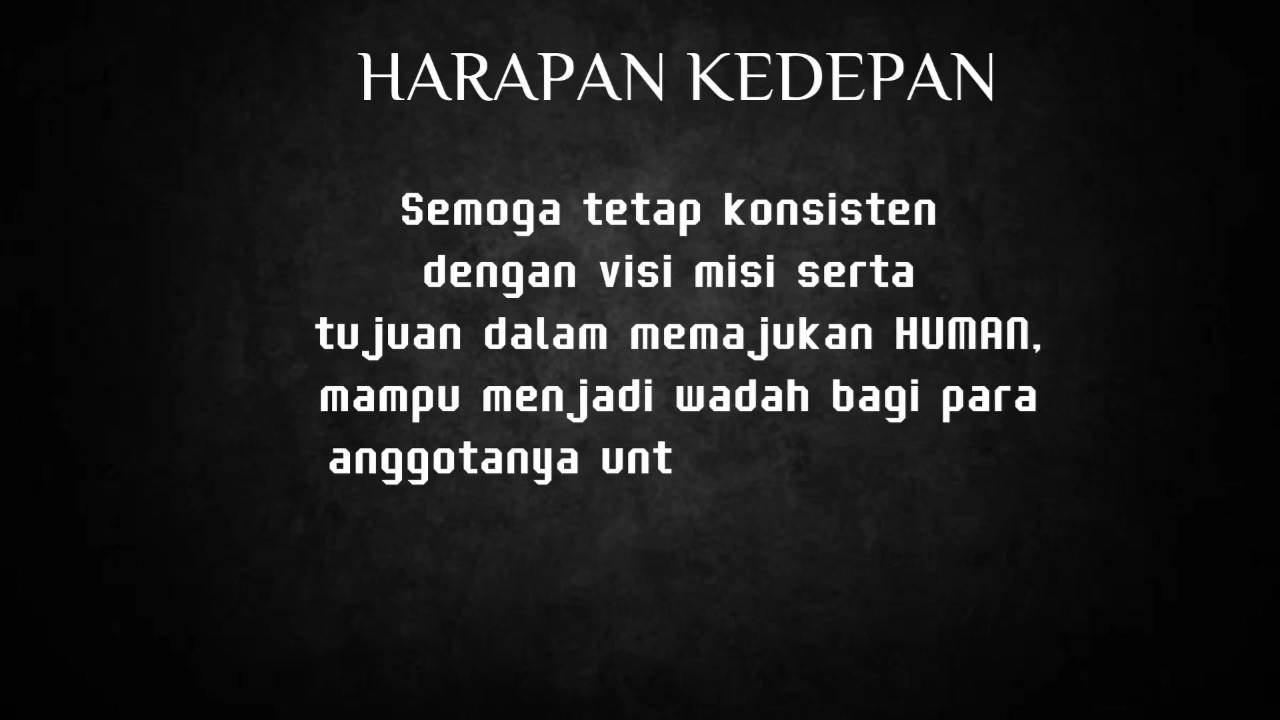 HARAPAN KEDEPAN
Semoga tetap konsisten
dengan visi misi serta
tujuan dalam memajukan HUMAN,
mampu menjadi wadah bagi para
anggotanya unt